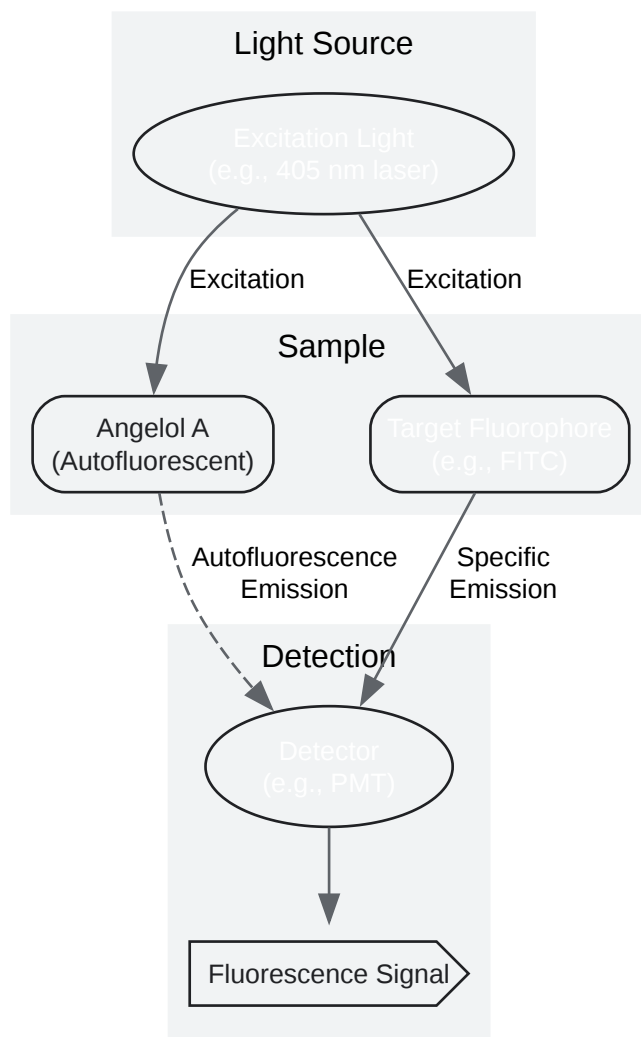 Light Source
Excitation Light
(e.g., 405 nm laser)
Excitation
Excitation
Sample
Angelol A
(Autofluorescent)
Target Fluorophore
(e.g., FITC)
Autofluorescence
Emission
Specific
Emission
Detection
Detector
(e.g., PMT)
Fluorescence Signal